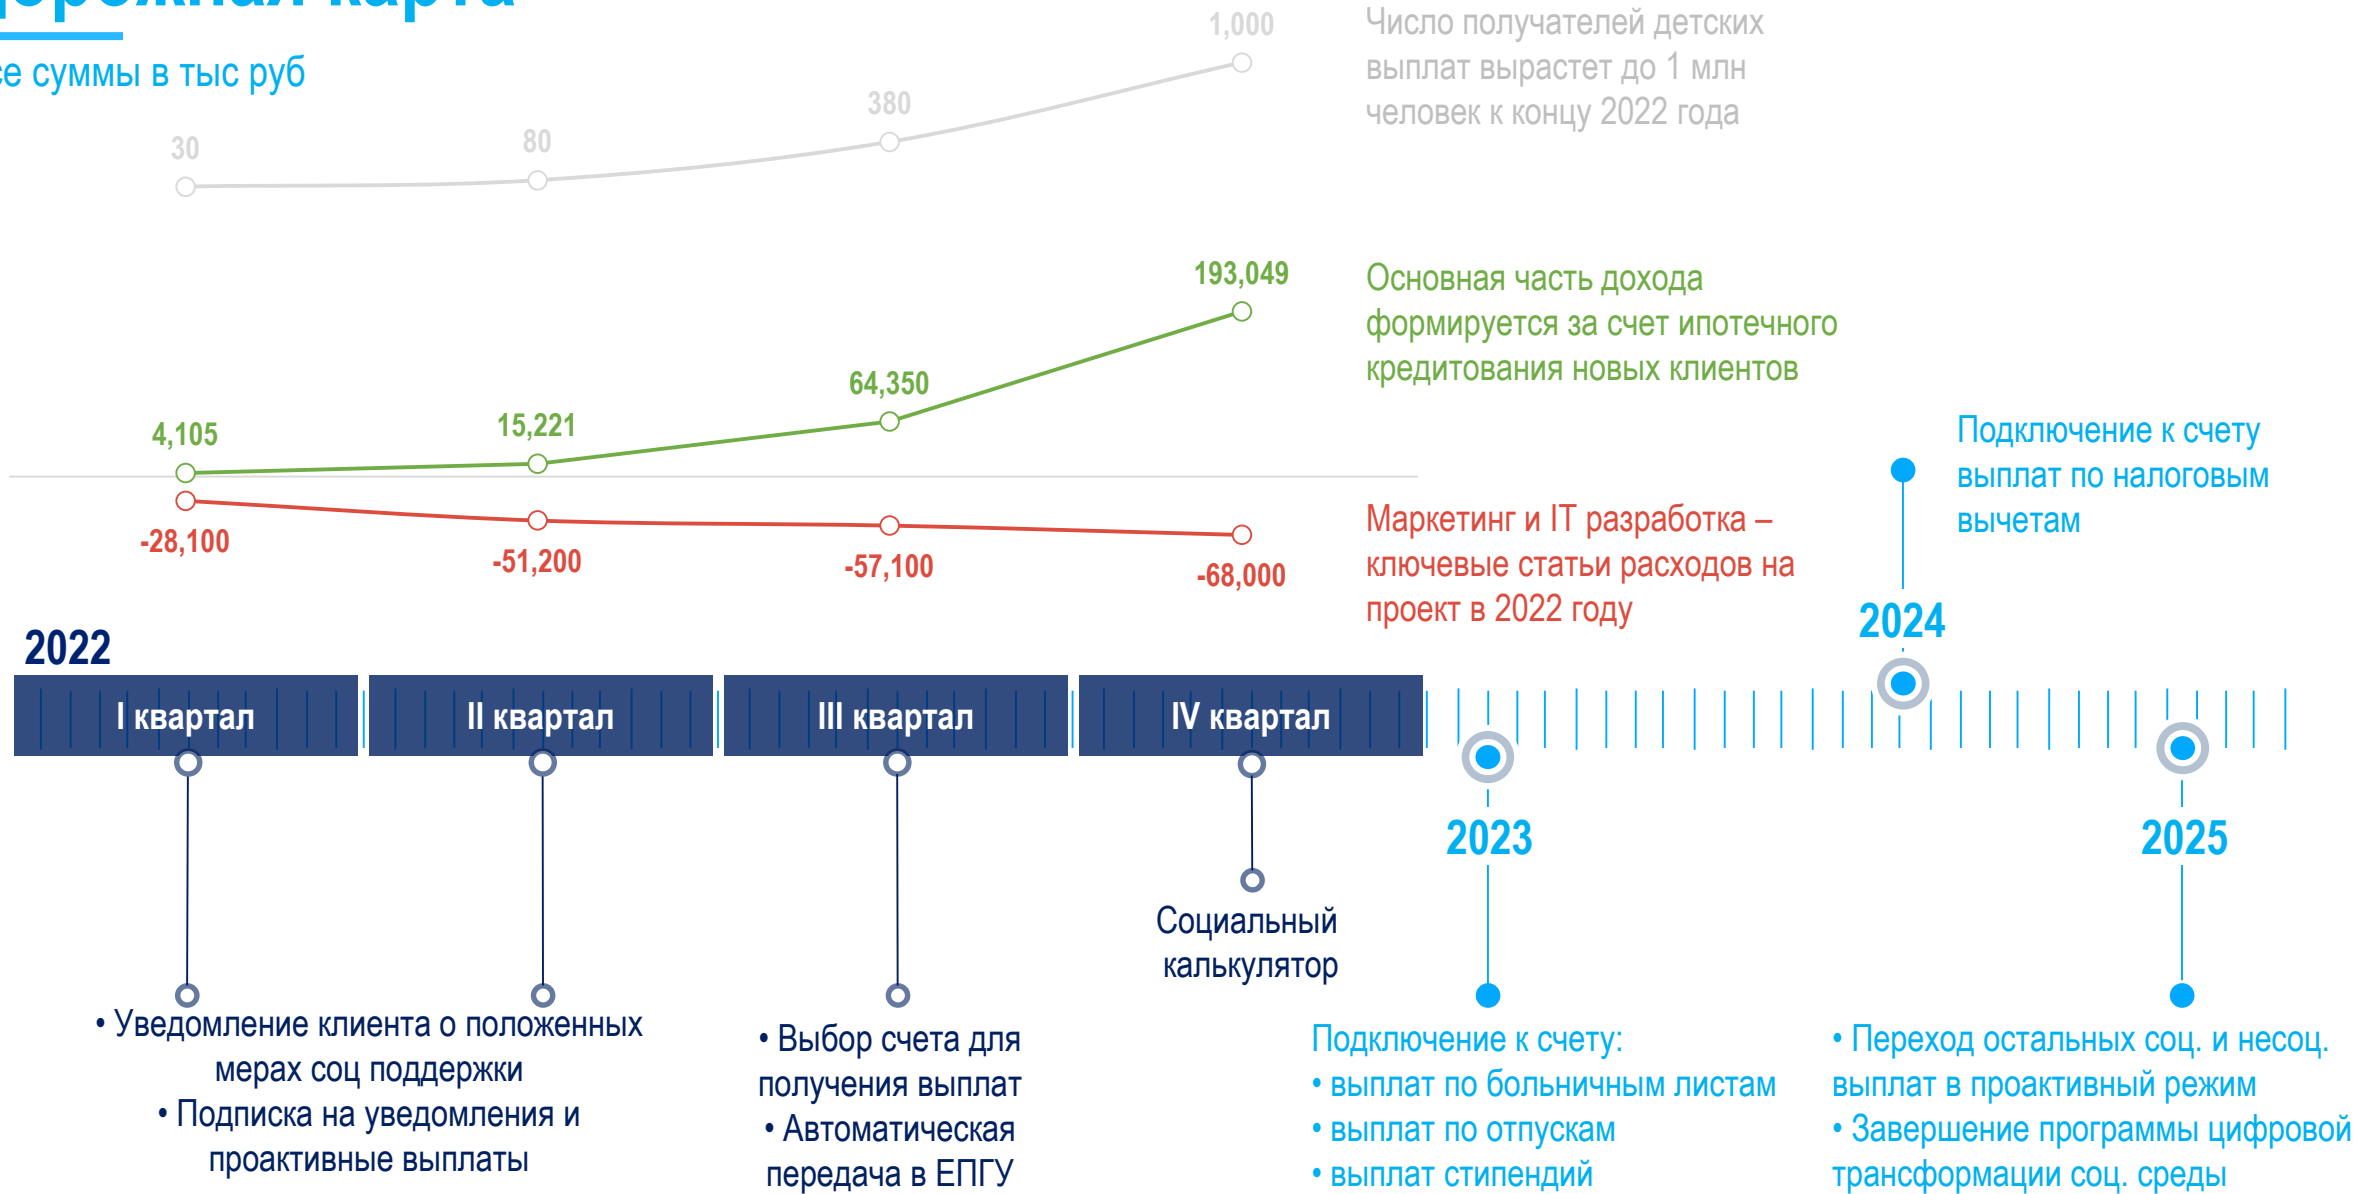 дорожная карта
се суммы в тыс руб
30
80
380
1,000
Число получателей детских
выплат вырастет до 1 млн
человек к концу 2022 года
4,105
15,221
64,350
193,049
Основная часть дохода
формируется за счет ипотечного
кредитования новых клиентов
-28,100
-51,200
-57,100
-68,000
Маркетинг и IT разработка –
ключевые статьи расходов на
проект в 2022 году
Подключение к счету
выплат по налоговым
вычетам
2024
2022
I квартал
II квартал
III квартал
IV квартал
2023
2025
• Уведомление клиента о положенных
мерах соц поддержки
• Подписка на уведомления и
проактивные выплаты
• Выбор счета для
получения выплат
• Автоматическая
передача в ЕПГУ
Социальный
калькулятор
Подключение к счету:
• выплат по больничным листам
• выплат по отпускам
• выплат стипендий
• Переход остальных соц. и несоц.
выплат в проактивный режим
• Завершение программы цифровой
трансформации соц. среды